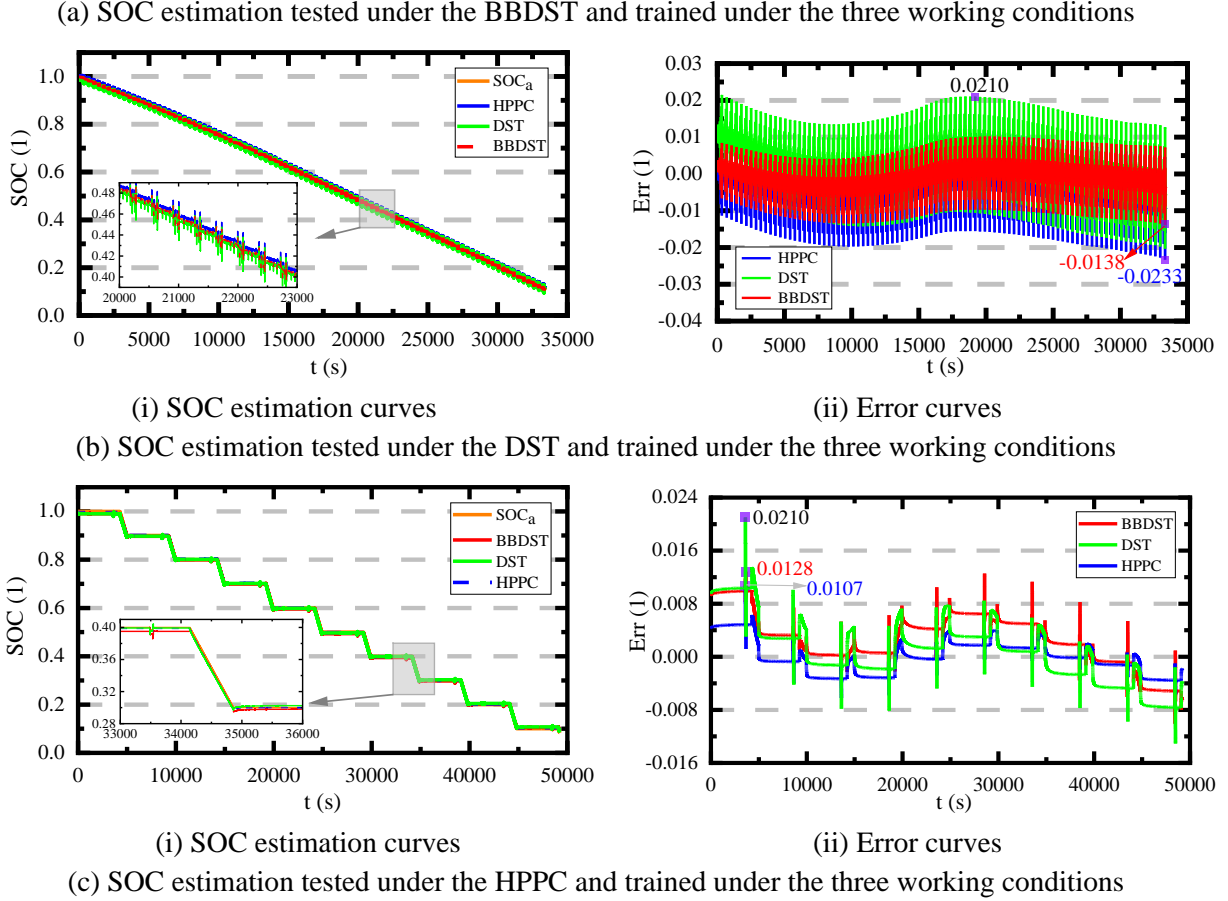 (a) SOC estimation tested under the BBDST and trained under the three working conditions
SOC (1)
1.0
0.8
0.6
0.4
0.2
0.0
SOCa
HPPC
DST
BBDST
0.48
0.46
0.44
0.42
0.40
20000 21000 22000 23000
0 5000 10000 15000 20000 25000 30000 35000
t (s)
(i) SOC estimation curves
Err (1)
0.03
0.02
0.01
0.00
-0.01
-0.02
-0.03
-0.04
0.0210
-0.0138
-0.0233
HPPC
DST
BBDST
0 5000 10000 15000 20000 25000 30000 35000
t (s)
(ii) Error curves
(b) SOC estimation tested under the DST and trained under the three working conditions
SOC (1)
1.0
0.8
0.6
0.4
0.2
0.0
SOCa
BBDST
DST
HPPC
0.40
0.36
0.32
0.28
33000 34000 35000 36000
0 10000 20000 30000 40000 50000
t (s)
(i) SOC estimation curves
Err (1)
0.024
0.016
0.008
0.000
-0.008
-0.016
0.0210
0.0128
0.0107
BBDST
DST
HPPC
0 10000 20000 30000 40000 50000
t (s)
(ii) Error curves
(c) SOC estimation tested under the HPPC and trained under the three working conditions